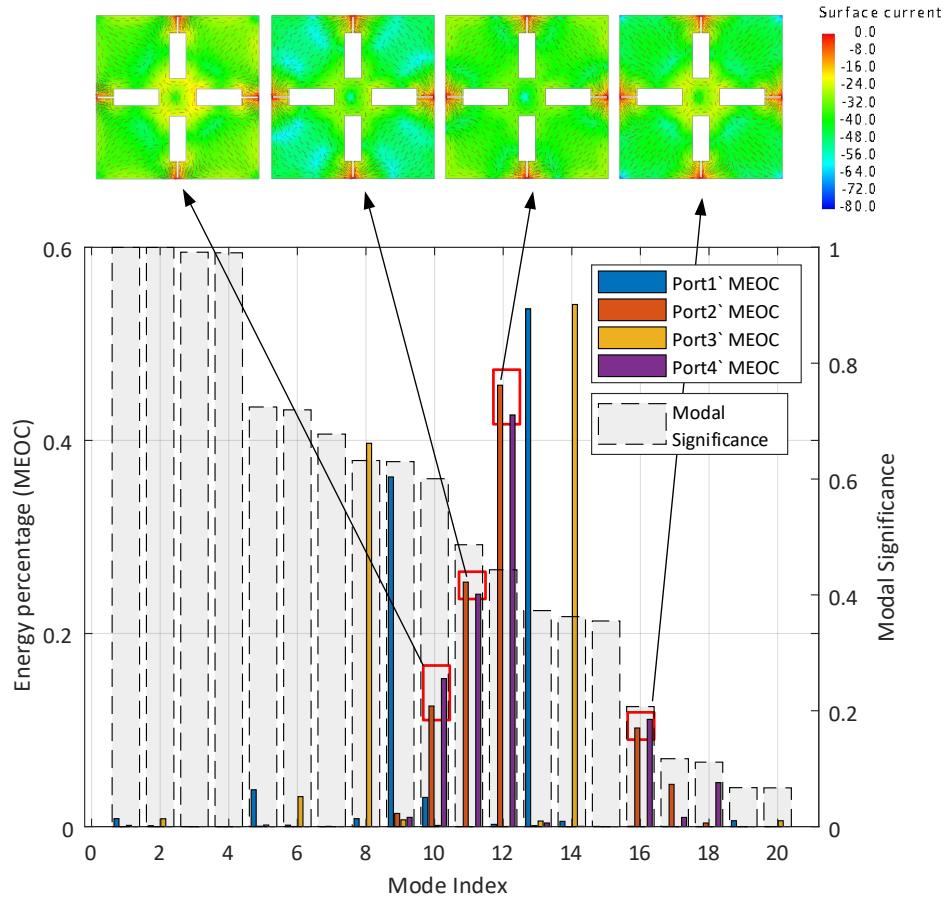 Surface current
0.0
-8.0
-16.0
-24.0
-32.0
-40.0
-48.0
-56.0
-64.0
-72.0
-80.0
0.6
0.4
0.2
0
Energy percentage (MEOC)
1
0.8
0.6
0.4
0.2
0
Modal Significance
Port1` MEOC
Port2` MEOC
Port3` MEOC
Port4` MEOC
Modal
Significance
0 2 4 6 8 10 12 14 16 18 20
Mode Index